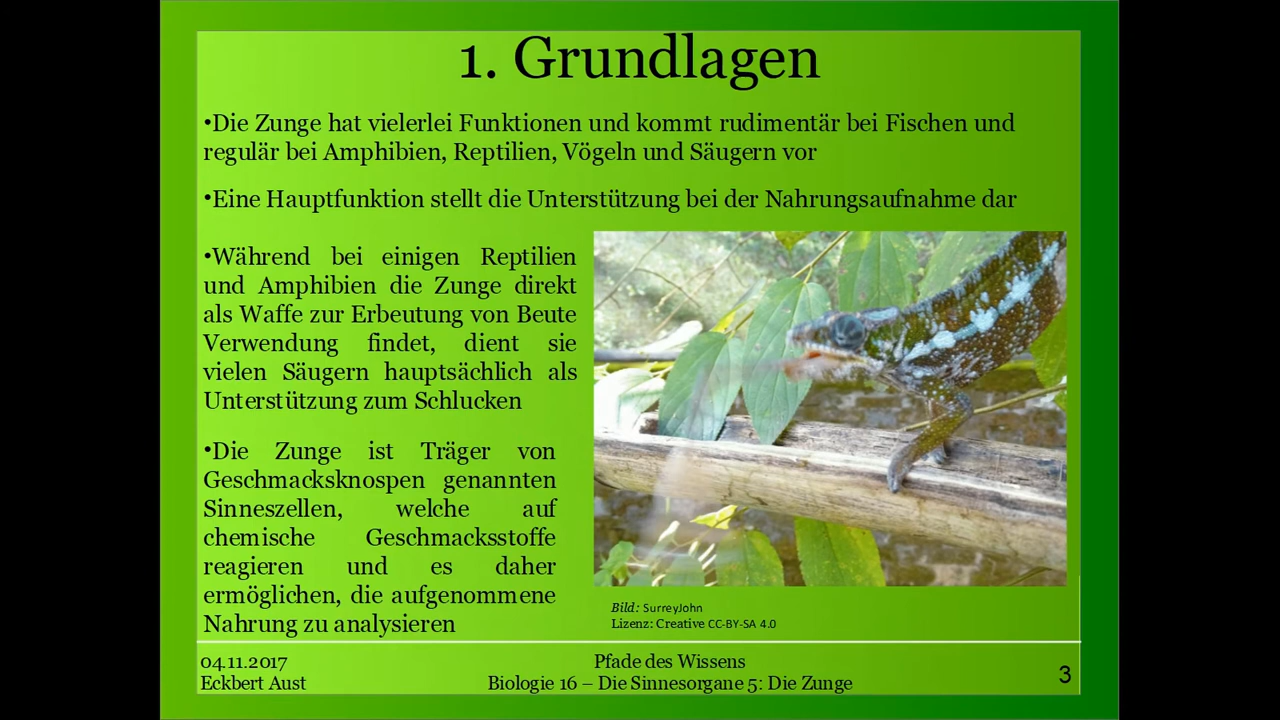 1. Grundlagen
•Die Zunge hat vielerlei Funktionen und kommt rudimentär bei Fischen und
regulär bei Amphibien, Reptilien, Vögeln und Säugern vor
•Eine Hauptfunktion stellt die Unterstützung bei der Nahrungsaufnahme dar
•Während bei einigen Reptilien
und Amphibien die Zunge direkt
als Waffe zur Erbeutung von Beute
Verwendung findet, dient sie
vielen Säugern hauptsächlich als
Unterstützung zum Schlucken
•Die Zunge ist Träger von
Geschmacksknospen genannten
Sinneszellen, welche auf
chemische Geschmacksstoffe
reagieren und es daher
ermöglichen, die aufgenommene
Nahrung zu analysieren
Bild: SurreyJohn
Lizenz: Creative CC-BY-SA 4.0
04.11.2017
Eckbert Aust
Pfade des Wissens
Biologie 16 – Die Sinnesorgane 5: Die Zunge
3